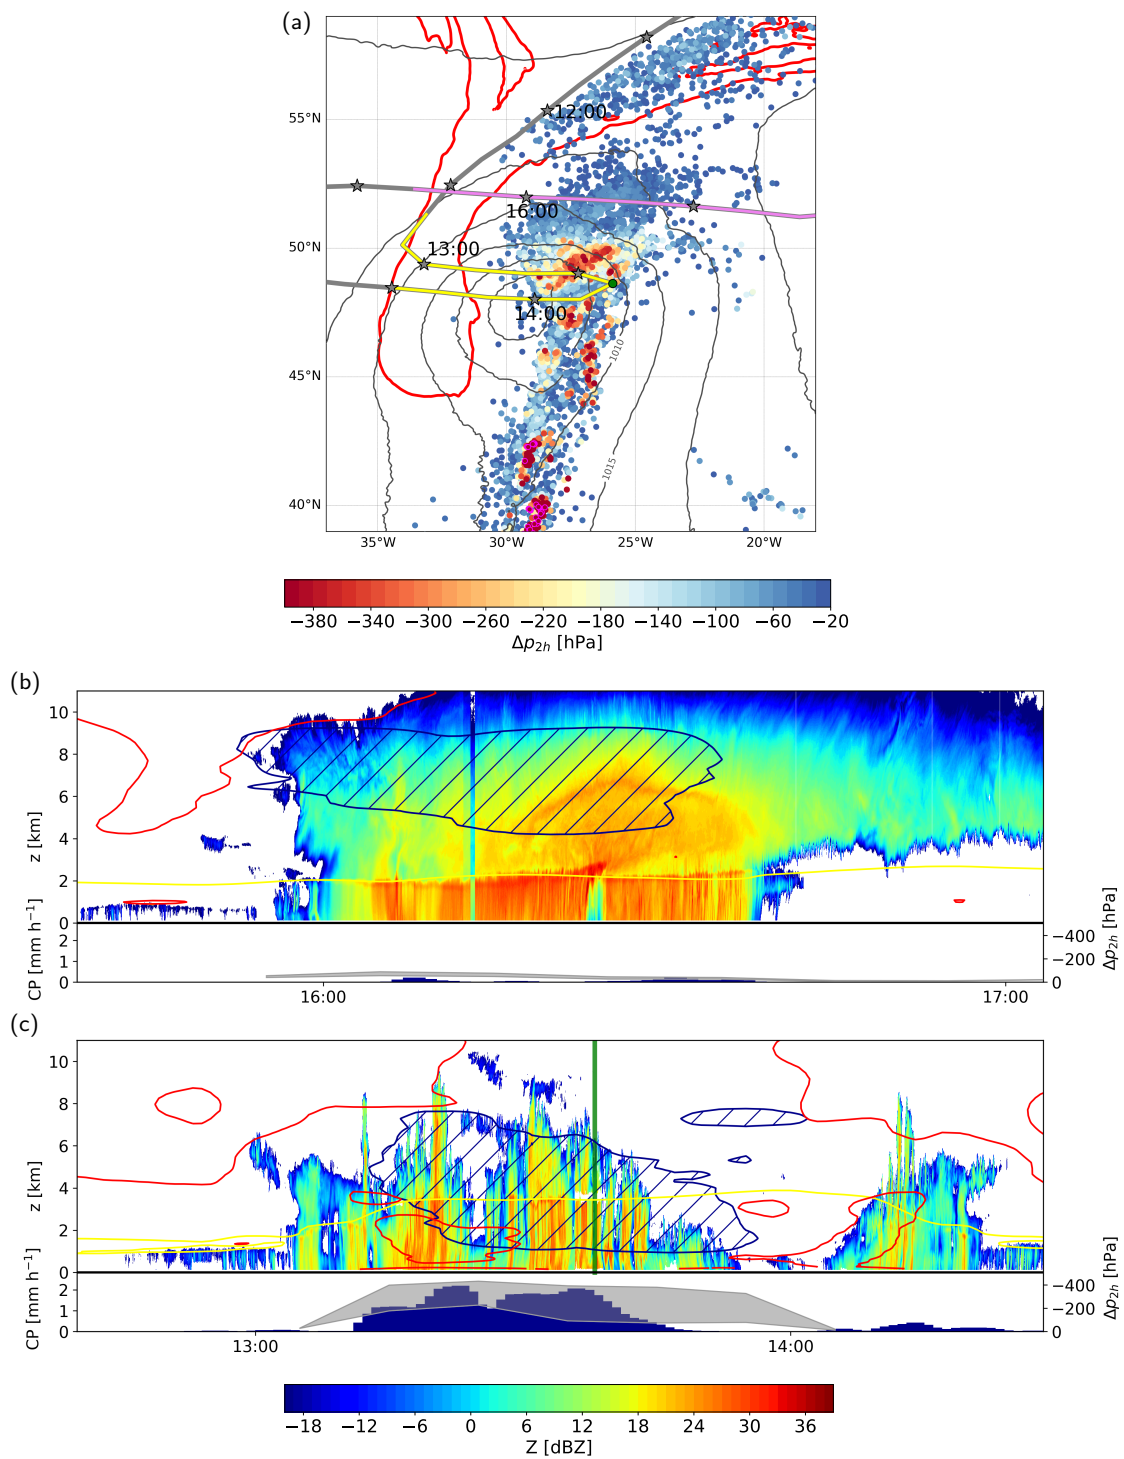 (a)
12:00
55°N
16:00
50°N
13:00
14:00
1010
45°N
1015
40°N
35°W 30°W 25°W 20°W
−380 −340 −300 −260 −220 −180 −140 −100 −60 −20
Δp2h [hPa]
(b)
10
8
6
4
2
0
z [km]
2
1
0
CP [mm h−1]
−400
−200
0
Δp2h [hPa]
16:00 17:00
(c)
10
8
6
4
2
0
z [km]
2
1
0
CP [mm h−1]
−400
−200
0
Δp2h [hPa]
13:00 14:00
−18 −12 −6 0 6 12 18 24 30 36
Z [dBZ]